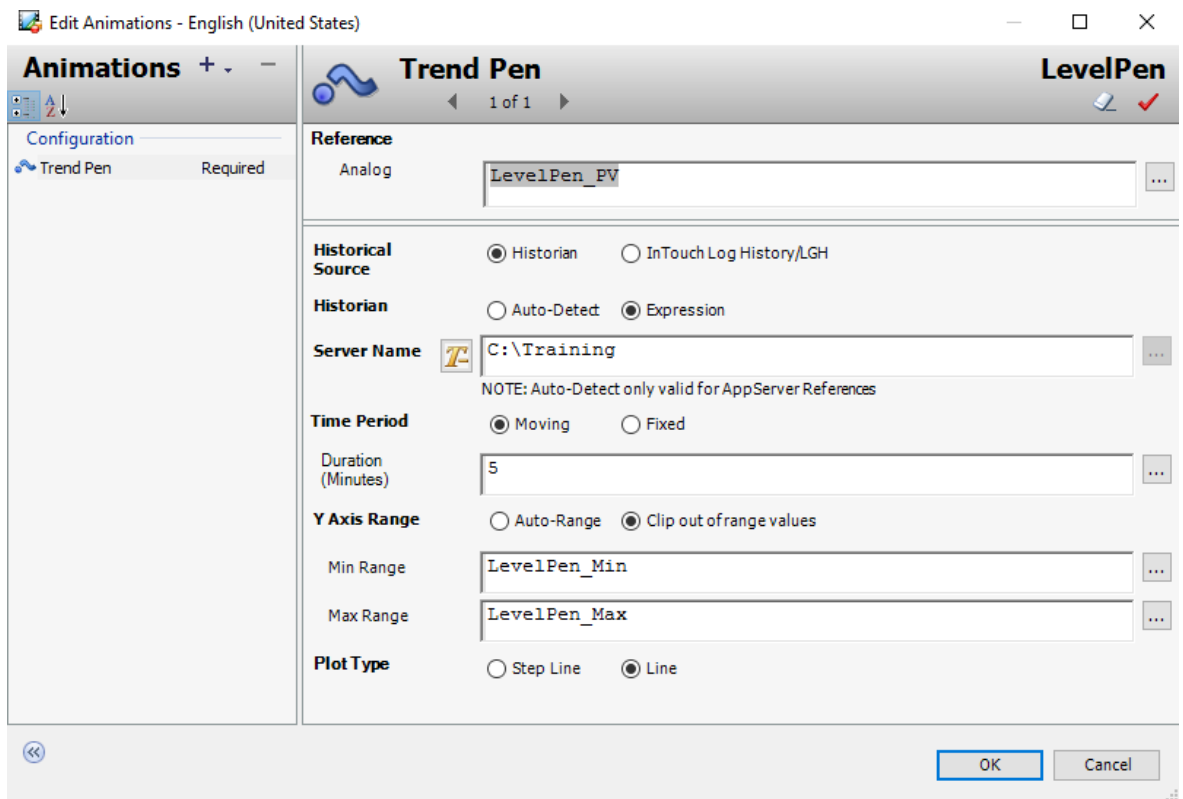 Edit Animations - English (United States)
Animations
Trend Pen
LevelPen
1 of 1
Configuration
Trend Pen Required
Reference
Analog
LevelPen_PV
...
Historical Source
Historian
InTouch Log History/LGH
Historian
Auto-Detect
Expression
Server Name
C:\Training
...
NOTE: Auto-Detect only valid for AppServer References
Time Period
Moving
Fixed
Duration
(Minutes)
5
...
Y Axis Range
Auto-Range
Clip out of range values
Min Range
LevelPen_Min
...
Max Range
LevelPen_Max
...
Plot Type
Step Line
Line
OK
Cancel